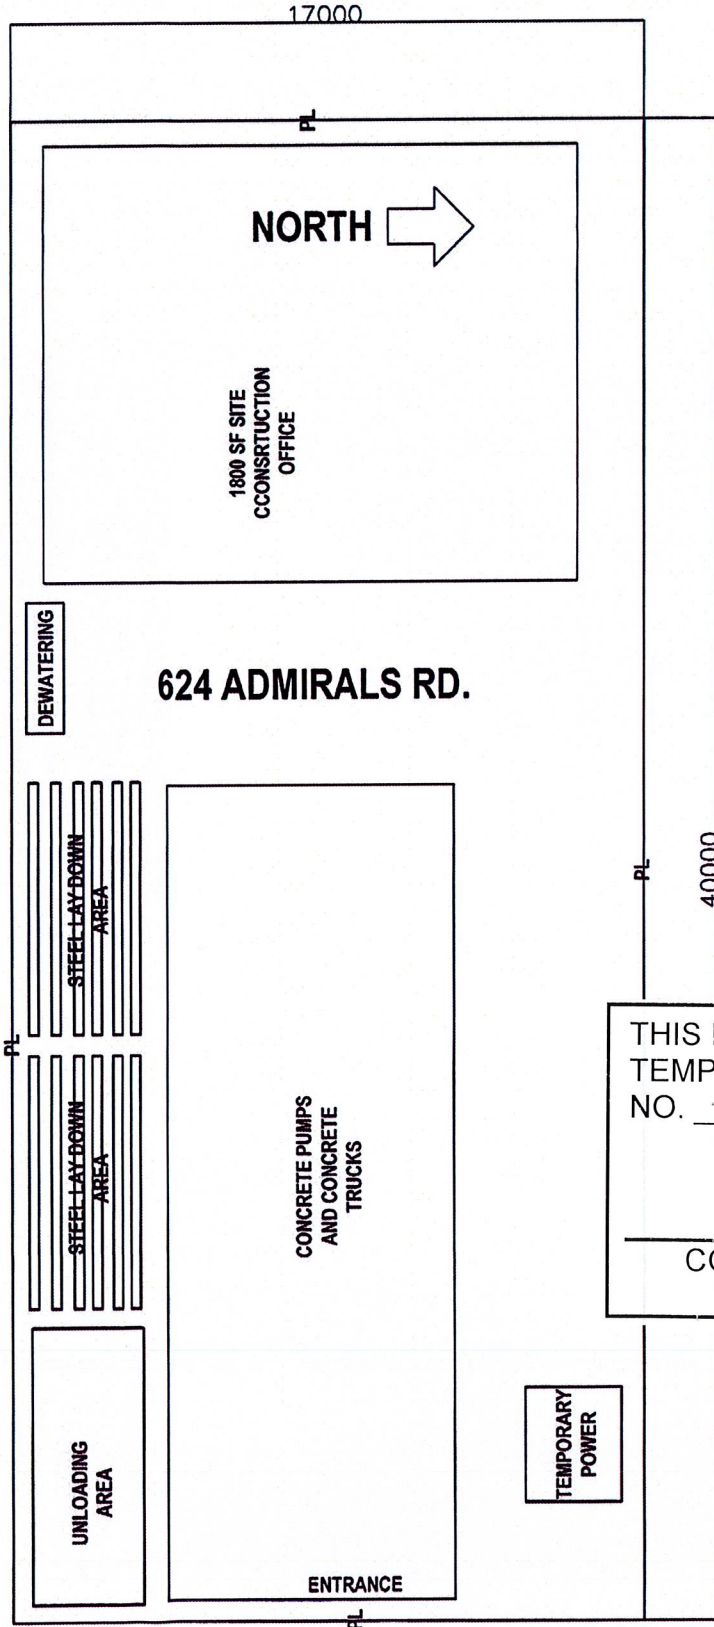 17000
PL
NORTH
1800 SF SITE
CCONSRTUCTION
OFFICE
DEWATERING
624 ADMIRALS RD.
STEEL LAY DOWN
AREA
PL
40000
PL
THIS
TEMP
NO.
STEEL LAY DOWN
AREA
CONCRETE PUMPS
AND CONCRETE
TRUCKS
CO
UNLOADING
AREA
TEMPORARY
POWER
ENTRANCE
PL